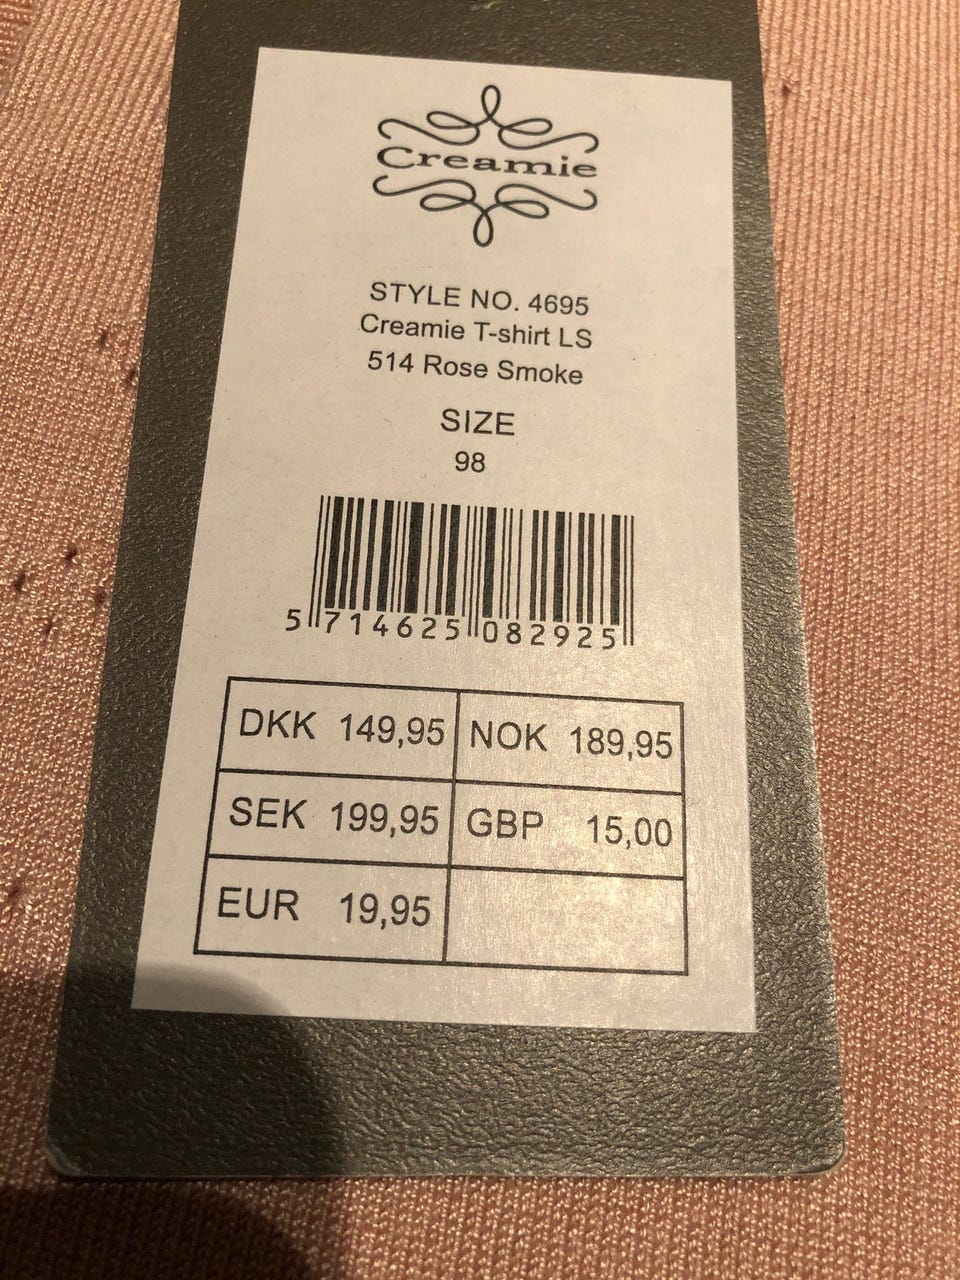 Creamie
STYLE NO. 4695
Creamie T-shirt LS
514 Rose Smoke
SIZE
98
5 714625 082925
DKK 149,95 NOK 189,95
SEK 199,95 GBP 15,00
EUR 19,95